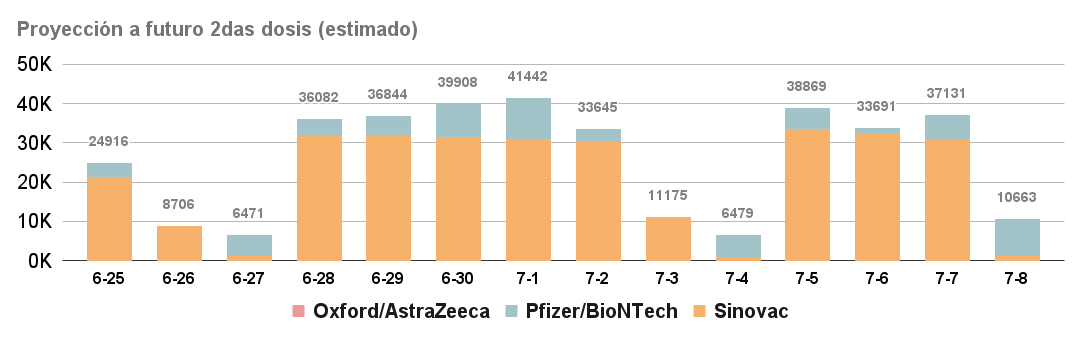 Proyección a futuro 2das dosis (estimado)
50K
40K
30K
20K
10K
0K
24916
8706
6471
36082
36844
39908
41442
33645
11175
6479
38869
33691
37131
10663
6-25 6-26 6-27 6-28 6-29 6-30 7-1 7-2 7-3 7-4 7-5 7-6 7-7 7-8
Oxford/AstraZeeca Pfizer/BioNTech Sinovac